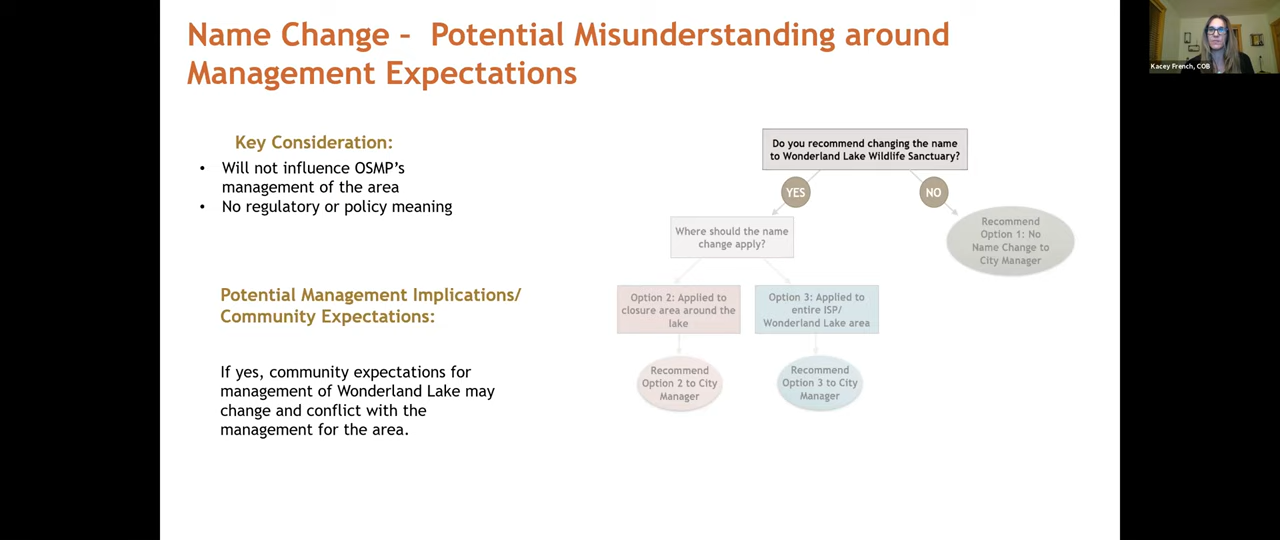 Name Change - Potential Misunderstanding around
Management Expectations
Kacey French, COB
Key Consideration:
• Will not influence OSMP's
management of the area
• No regulatory or policy meaning
Potential Management Implications/
Community Expectations:
If yes, community expectations for
management of Wonderland Lake may
change and conflict with the
management for the area.
Do you recommend changing the name
to Wonderland Lake Wildlife Sanctuary?
YES
NO
Where should the name
change apply?
Recommend
Option 1: No
Name Change to
City Manager
Option 2: Applied to
closure area around the
lake
Option 3: Applied to
entire ISP/
Wonderland Lake area
Recommend
Option 2 to City
Manager
Recommend
Option 3 to City
Manager